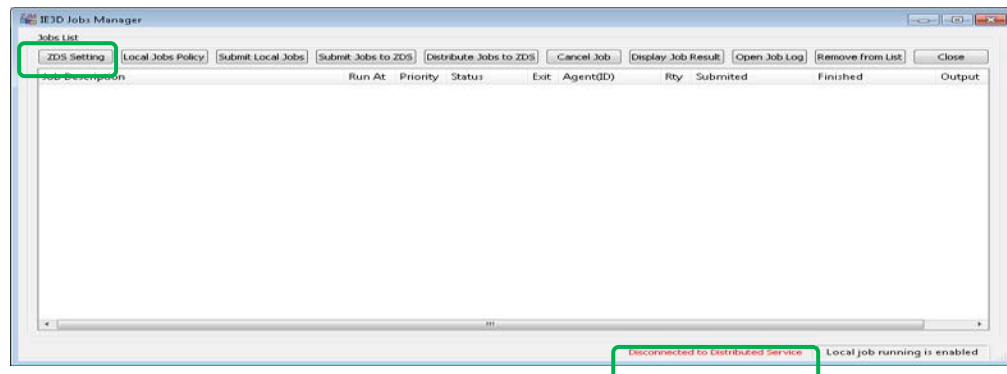 IE3D Jobs Manager
Jobs List
ZDS Setting Local Jobs Policy Submit Local Jobs Submit Jobs to ZDS Distribute Jobs to ZDS Cancel Job Display Job Result Open Job Log Remove from List Close
Job Description Run At Priority Status Exit Agent(ID) Rty Submited Finished Output
Disconnected to Distributed Service Local job running is enabled